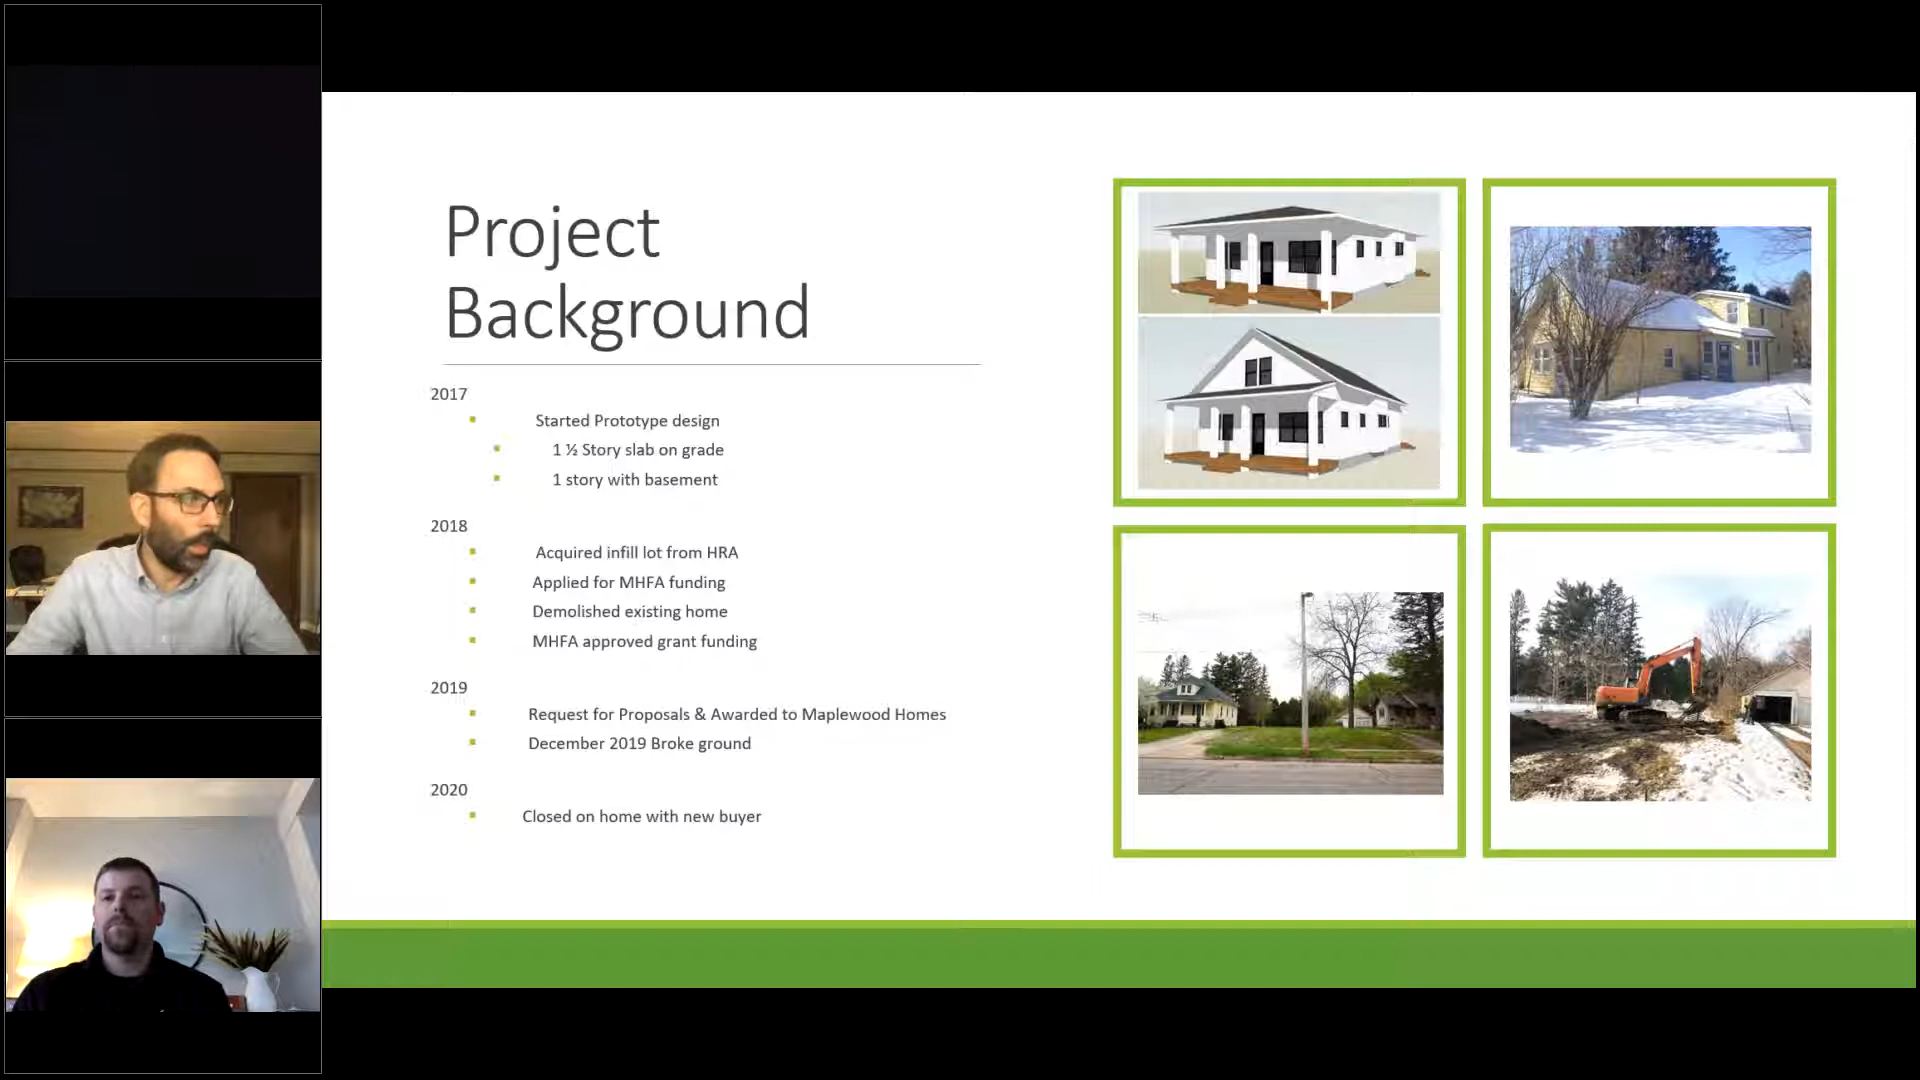 Project
Background
2017
Started Prototype design
1 ½ Story slab on grade
1 story with basement
2018
Acquired infill lot from HRA
Applied for MHFA funding
Demolished existing home
MHFA approved grant funding
2019
Request for Proposals & Awarded to Maplewood Homes
December 2019 Broke ground
2020
Closed on home with new buyer